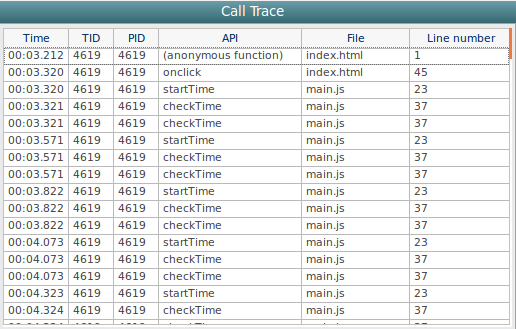 Call Trace
Time TID PID API File Line number
00:03.212 4619 4619 (anonymous function) index.html 1
00:03.320 4619 4619 onclick index.html 45
00:03.320 4619 4619 startTime main.js 23
00:03.321 4619 4619 checkTime main.js 37
00:03.321 4619 4619 checkTime main.js 37
00:03.571 4619 4619 startTime main.js 23
00:03.571 4619 4619 checkTime main.js 37
00:03.571 4619 4619 checkTime main.js 37
00:03.822 4619 4619 startTime main.js 23
00:03.822 4619 4619 checkTime main.js 37
00:03.822 4619 4619 checkTime main.js 37
00:04.073 4619 4619 startTime main.js 23
00:04.073 4619 4619 checkTime main.js 37
00:04.073 4619 4619 checkTime main.js 37
00:04.323 4619 4619 startTime main.js 23
00:04.324 4619 4619 checkTime main.js 37